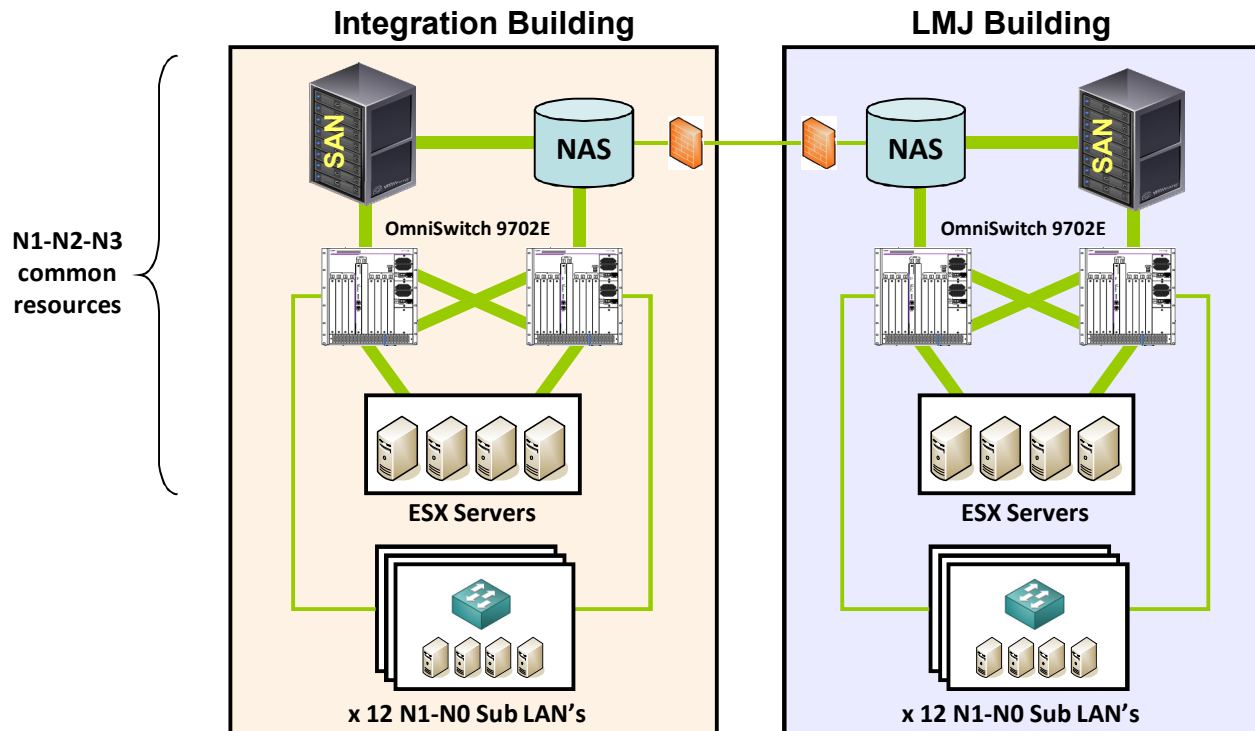 Integration Building
LMJ Building
SAN
NAS
NAS
SAN
OmniSwitch 9702E
OmniSwitch 9702E
N1-N2-N3
common
resources
ESX Servers
ESX Servers
x 12 N1-N0 Sub LAN's
x 12 N1-N0 Sub LAN's